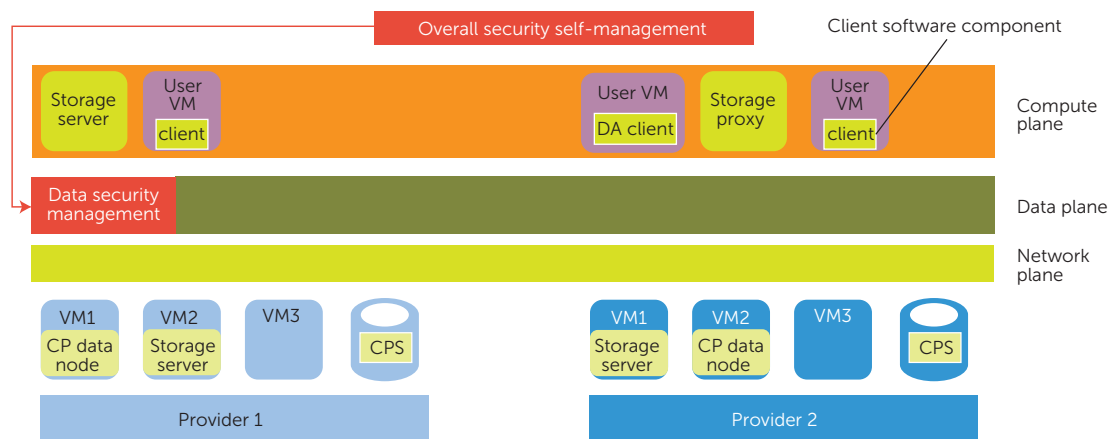 Overall security self-management
Client software component
Storage
server
User
VM
client
User VM
DA client
Storage
proxy
User
VM
client
Compute
plane
Data security
management
Data plane
Network
plane
VM1
CP data
node
VM2
Storage
server
VM3
CPS
VM1
Storage
server
VM2
CP data
node
VM3
CPS
Provider 1
Provider 2